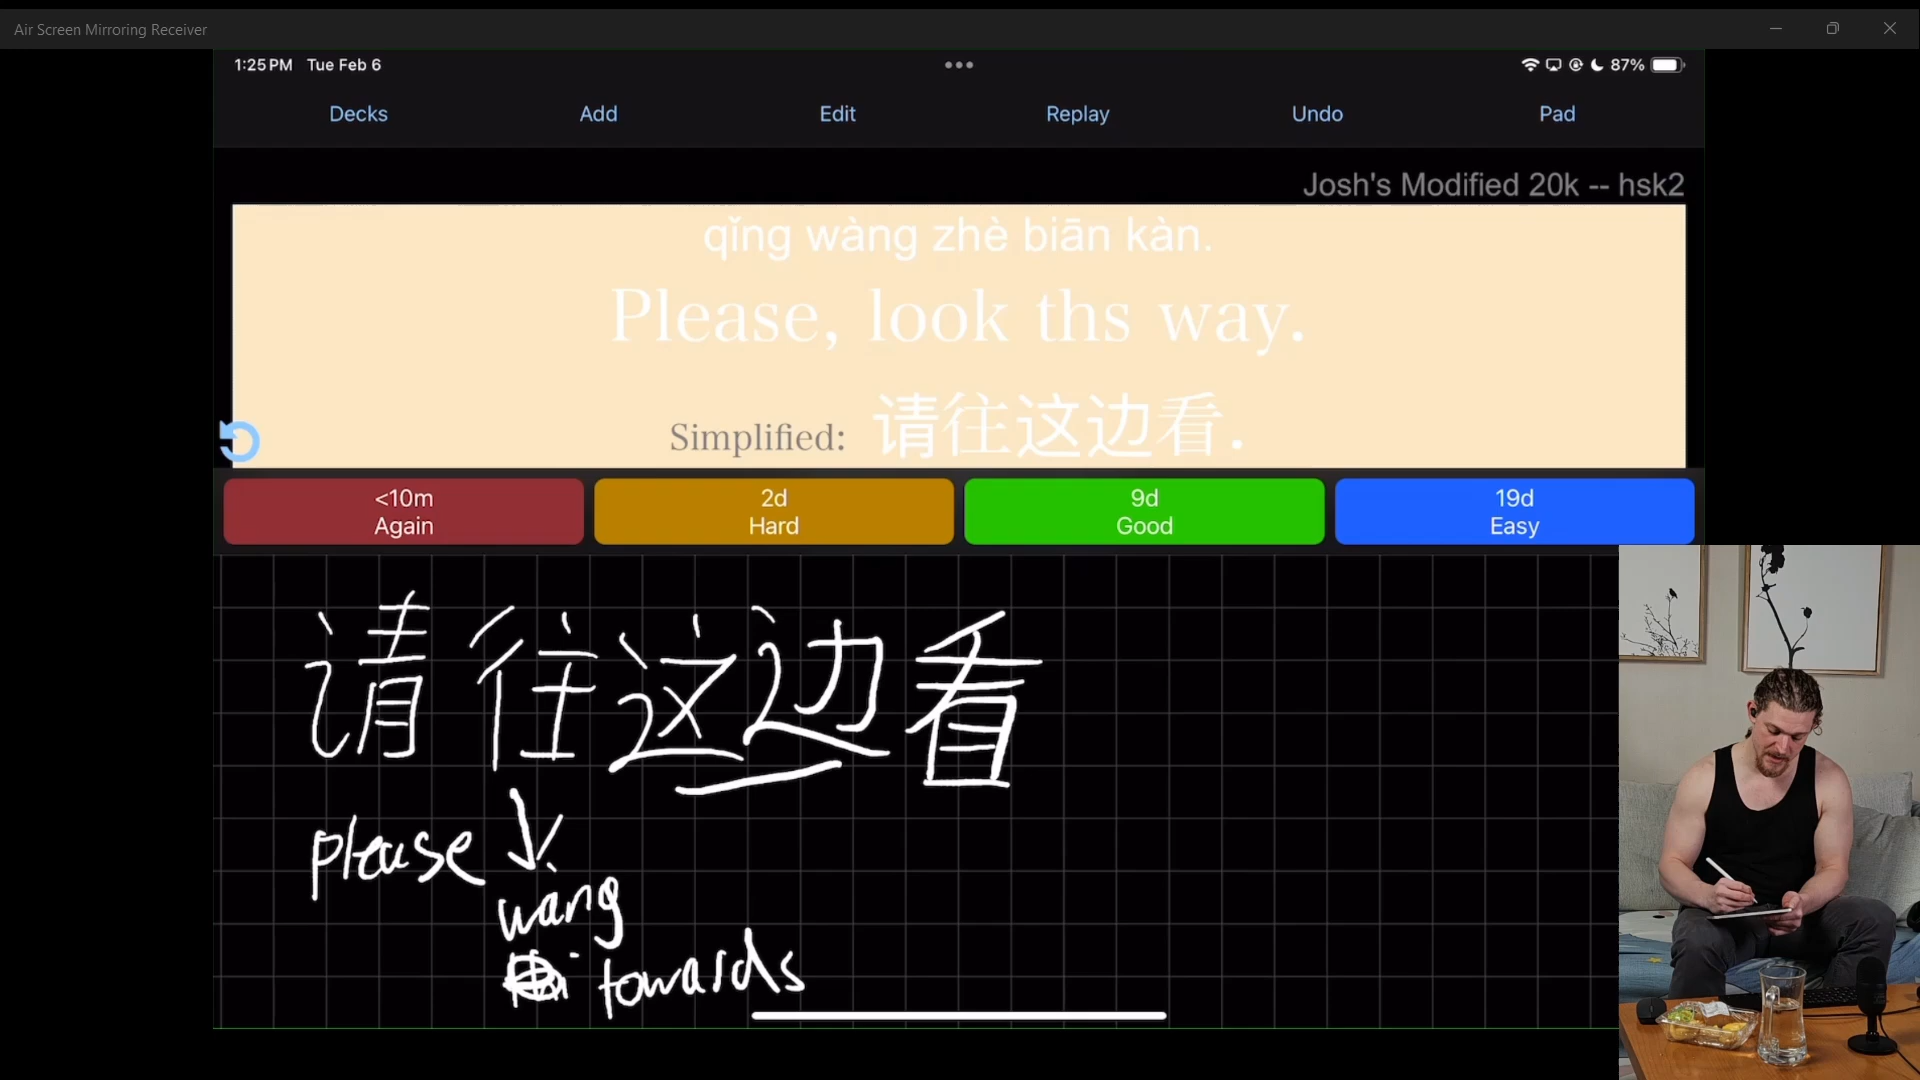 Air Screen Mirroring Receiver
1:25 PM Tue Feb 6
87%
Decks Add Edit Replay Undo Pad
Josh's Modified 20k -- hsk2
qǐng wàng zhè biān kàn.
Please, look ths way.
Simplified: 请往这边看.
<10m 2d 9d 19d
Again Hard Good Easy
请往这边看
please
wang
towards